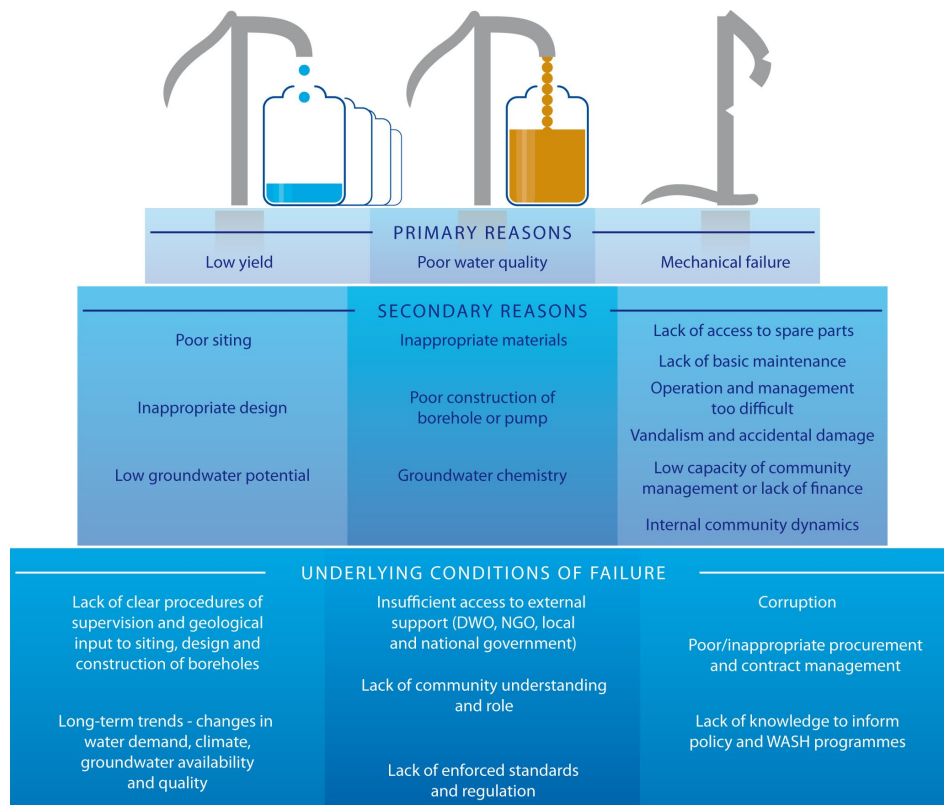 PRIMARY REASONS
Low yield
Poor water quality
Mechanical failure
SECONDARY REASONS
Poor siting
Inappropriate design
Low groundwater potential
Inappropriate materials
Poor construction of
borehole or pump
Groundwater chemistry
Lack of access to spare parts
Lack of basic maintenance
Operation and management
too difficult
Vandalism and accidental damage
Low capacity of community
management or lack of finance
Internal community dynamics
UNDERLYING CONDITIONS OF FAILURE
Lack of clear procedures of
supervision and geological
input to siting, design and
construction of boreholes
Long-term trends - changes in
water demand, climate,
groundwater availability
and quality
Insufficient access to external
support (DWO, NGO, local
and national government)
Lack of community understanding
and role
Lack of enforced standards
and regulation
Corruption
Poor/inappropriate procurement
and contract management
Lack of knowledge to inform
policy and WASH programmes